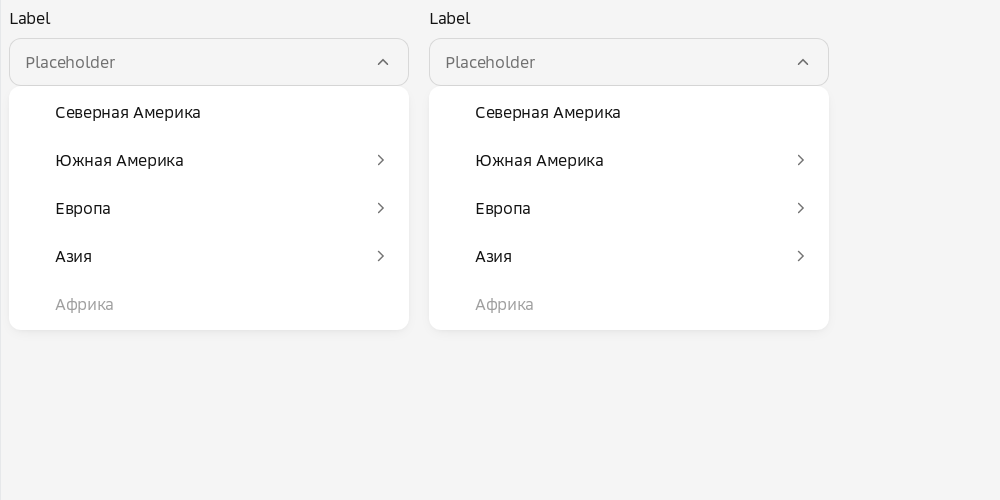 Label
Placeholder
Северная Америка
Южная Америка
Европа
Азия
Африка
Label
Placeholder
Северная Америка
Южная Америка
Европа
Азия
Африка